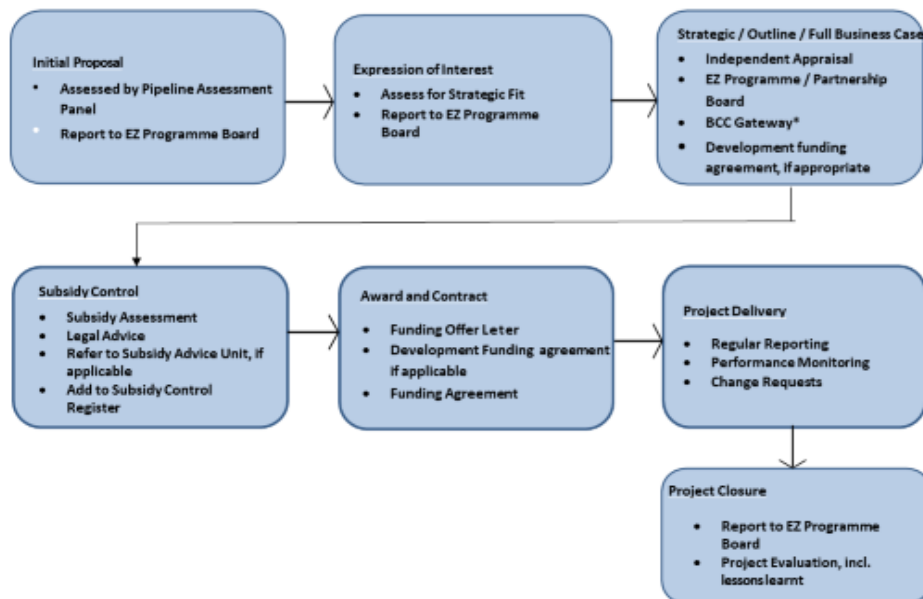 Initial Proposal
• Assessed by Pipeline Assessment
Panel
• Report to EZ Programme Board
Expression of Interest
• Assess for Strategic Fit
• Report to EZ Programme
Board
Strategic / Outline / Full Business Case
• Independent Appraisal
• EZ Programme / Partnership
Board
• BCC Gateway*
• Development funding
agreement, if appropriate
Subsidy Control
• Subsidy Assessment
• Legal Advice
• Refer to Subsidy Advice Unit, if
applicable
• Add to Subsidy Control
Register
Award and Contract
• Funding Offer Leter
• Development Funding agreement
if applicable
• Funding Agreement
Project Delivery
• Regular Reporting
• Performance Monitoring
• Change Requests
Project Closure
• Report to EZ Programme
Board
• Project Evaluation, incl.
lessons learnt